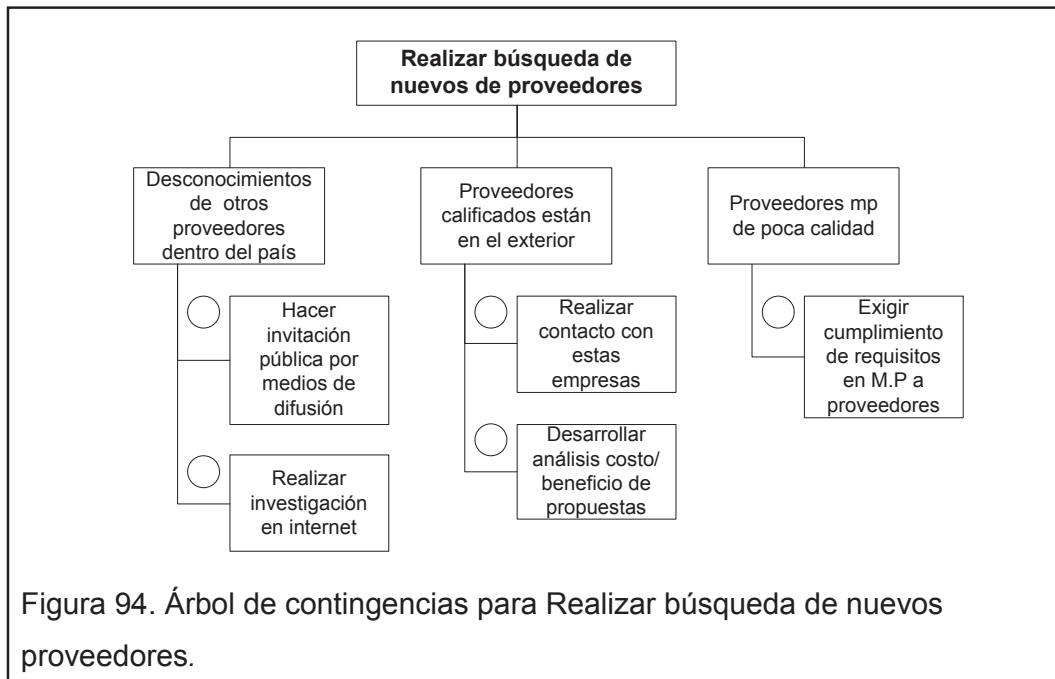 Realizar búsqueda de
nuevos de proveedores
Desconocimientos
de otros
proveedores
dentro del país
Proveedores
calificados están
en el exterior
Proveedores mp
de poca calidad
Hacer
invitación
pública por
medios de
difusión
Realizar
contacto con
estas
empresas
Exigir
cumplimiento
de requisitos
en M.P a
proveedores
Realizar
investigación
en internet
Desarrollar
análisis costo/
beneficio de
propuestas
Figura 94. Árbol de contingencias para Realizar búsqueda de nuevos
proveedores.